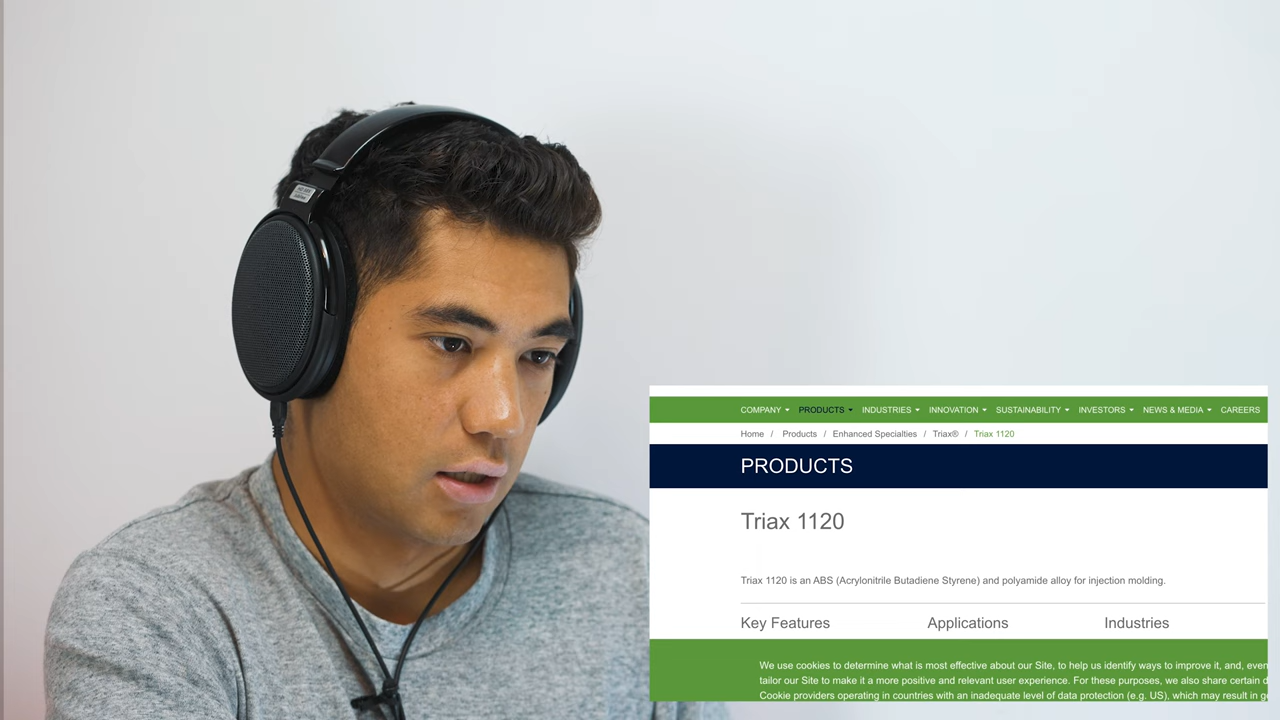 COMPANY PRODUCTS INDUSTRIES INNOVATION SUSTAINABILITY INVESTORS NEWS & MEDIA CAREERS
Home / Products / Enhanced Specialties / Triax® / Triax 1120
PRODUCTS
Triax 1120
Triax 1120 is an ABS (Acrylonitrile Butadiene Styrene) and polyamide alloy for injection molding.
Key Features Applications Industries
We use cookies to determine what is most effective about our Site, to help us identify ways to improve it, and, even
tailor our Site to make it a more positive and relevant user experience. For these purposes, we also share certain d
Cookie providers operating in countries with an inadequate level of data protection (e.g. US), which may result in g